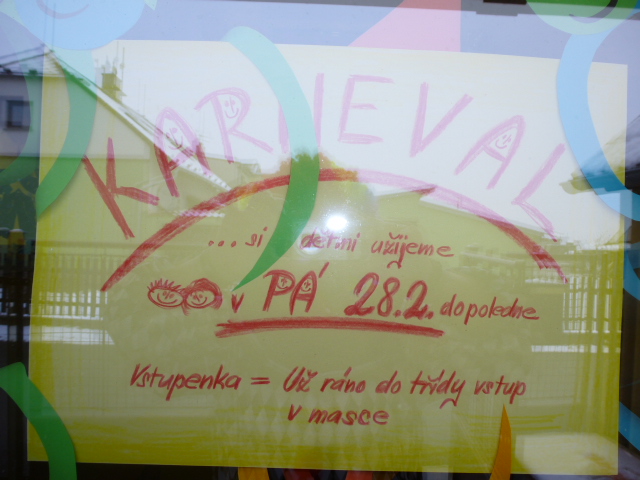 KARNEVAL
...si dětmi užijeme
v PÁ 28.2. dopoledne
Vstupenka = Už ráno do třídy vstup
v masce